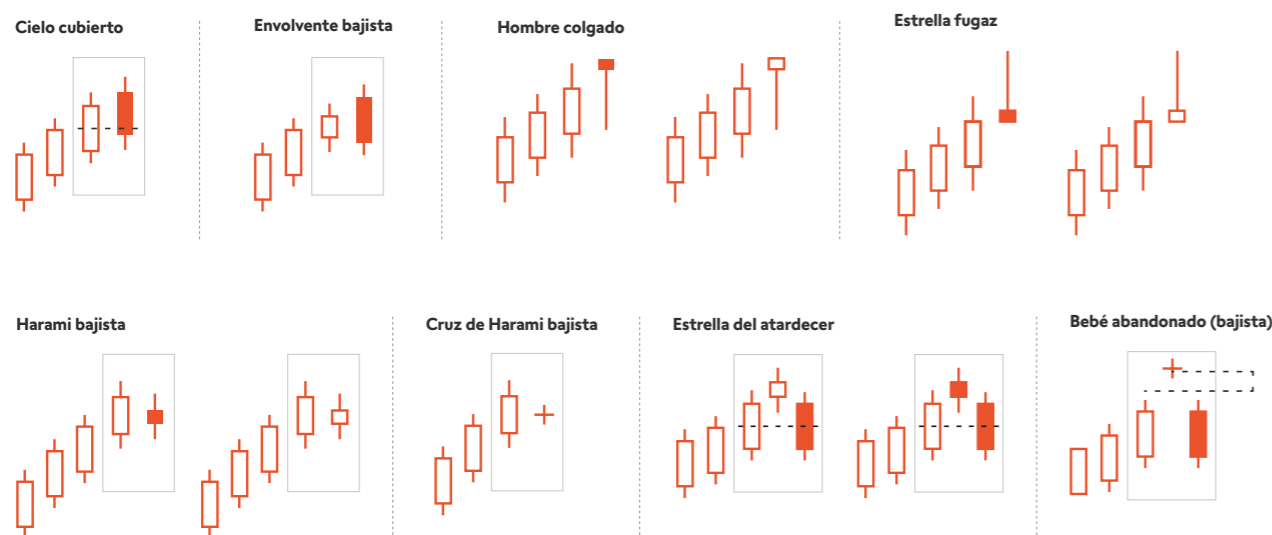 Cielo cubierto
Envolvente bajista
Hombre colgado
Estrella fugaz
Harami bajista
Cruz de Harami bajista
Estrella del atardecer
Bebé abandonado (bajista)